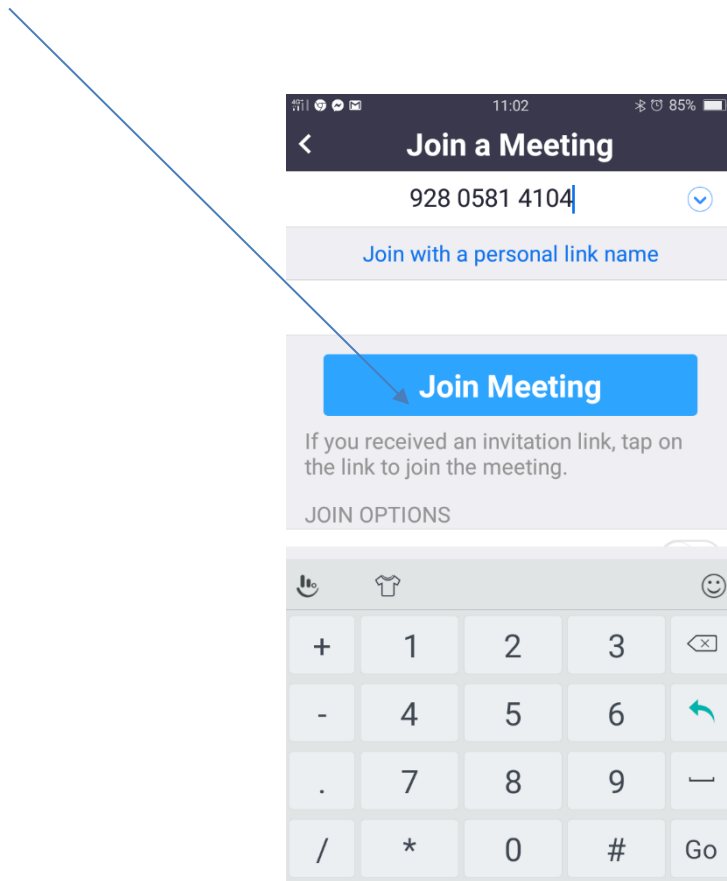 11:02 85%
Join a Meeting
928 0581 4104
Join with a personal link name
Join Meeting
If you received an invitation link, tap on
the link to join the meeting.
JOIN OPTIONS
+ 1 2 3
- 4 5 6
. 7 8 9
/ * 0 # Go